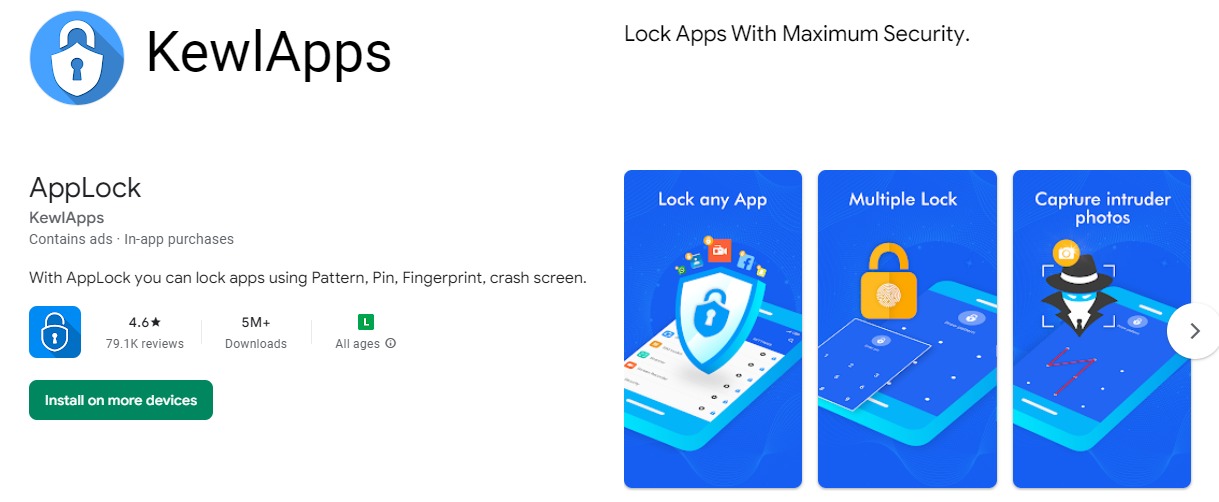 KewlApps
Lock Apps With Maximum Security.
AppLock
KewlApps
Contains ads · In-app purchases
With AppLock you can lock apps using Pattern, Pin, Fingerprint, crash screen.
4.6★
79.1K reviews
5M+
Downloads
L
All ages
Install on more devices
Lock any App
Multiple Lock
Capture intruder
photos